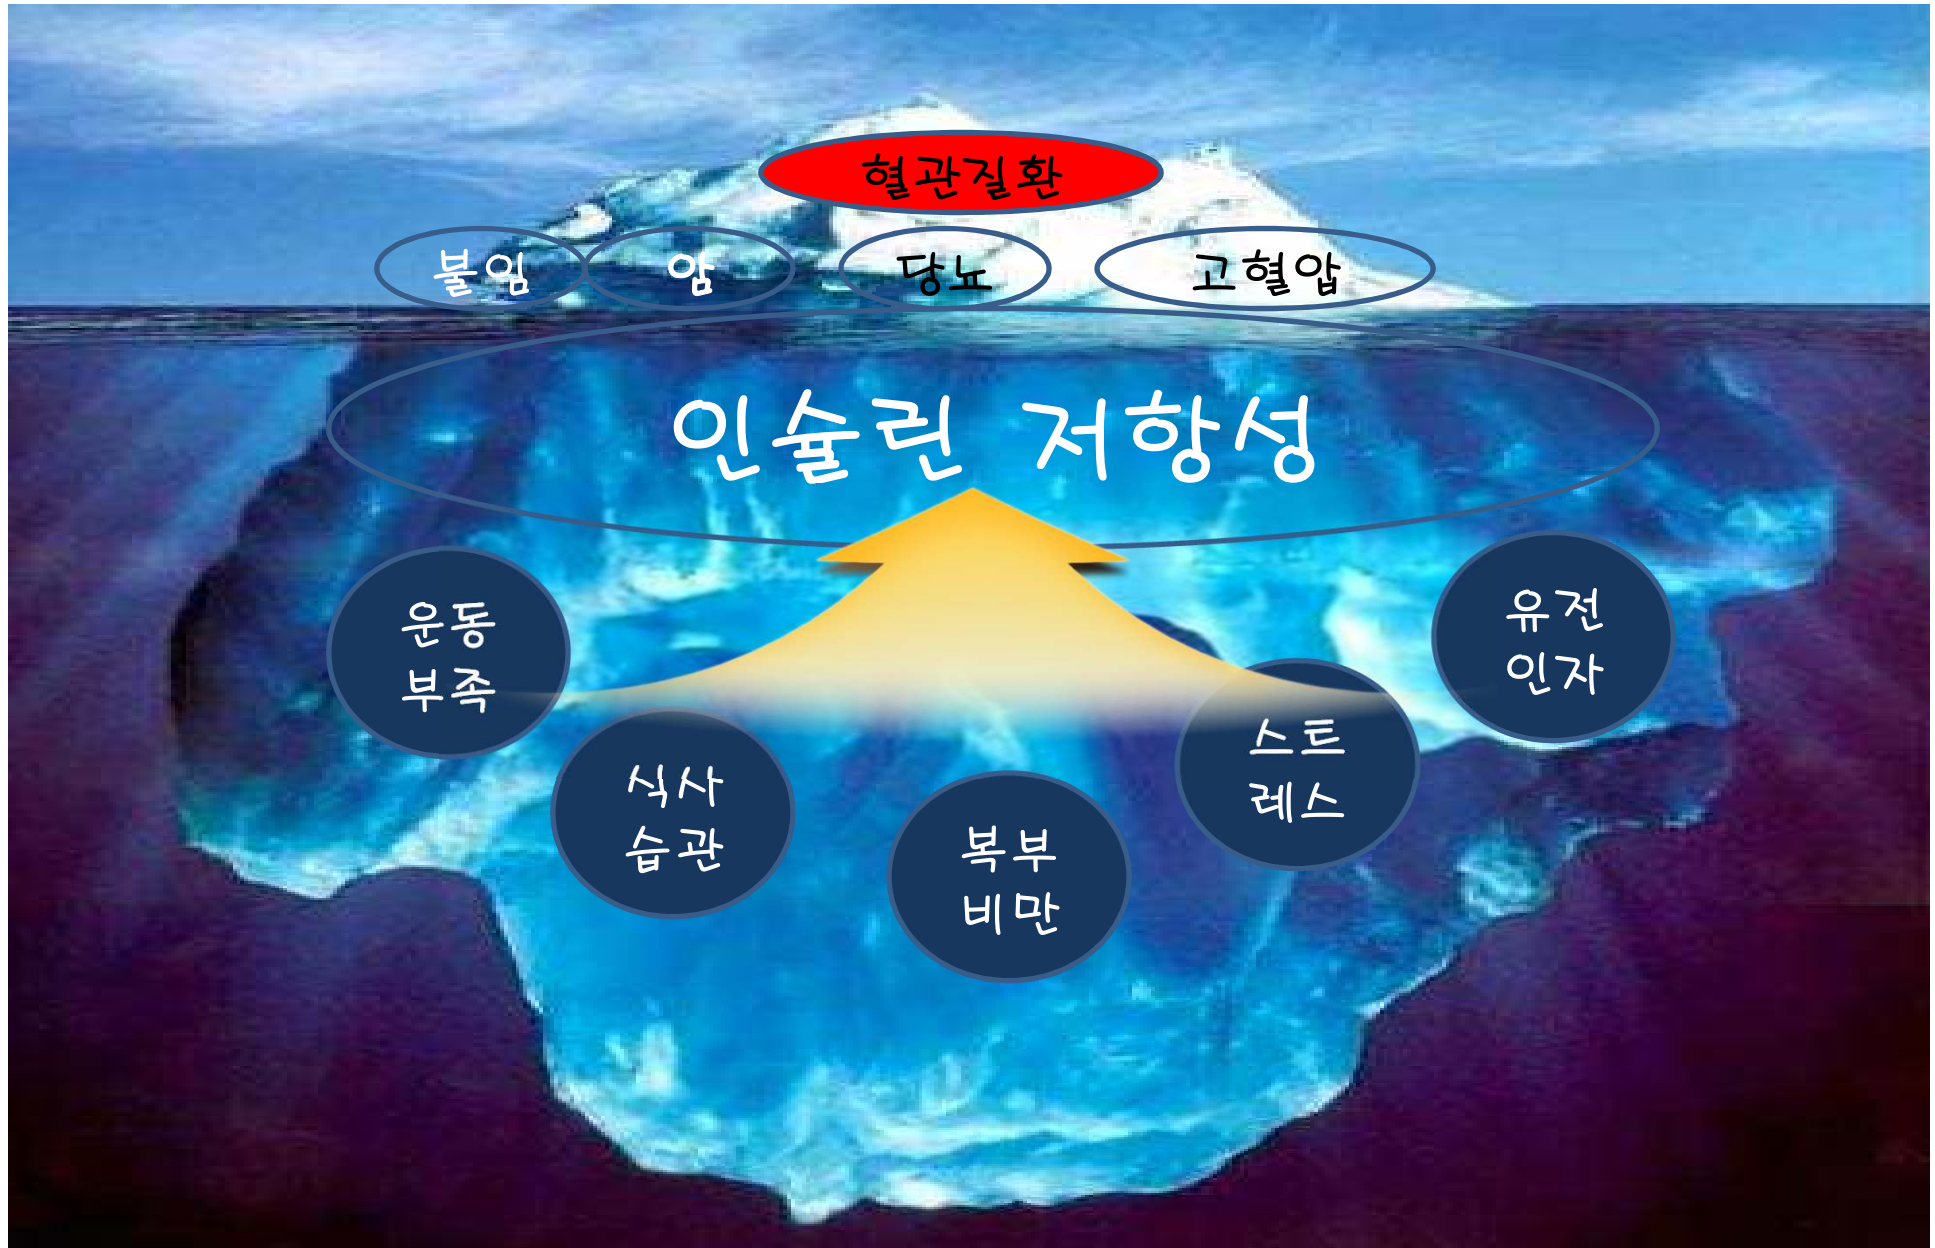 혈관질환
불임
암
당뇨
고혈압
인슐린 저항성
운동
부족
식사
습관
복부
비만
스트
레스
유전
인자